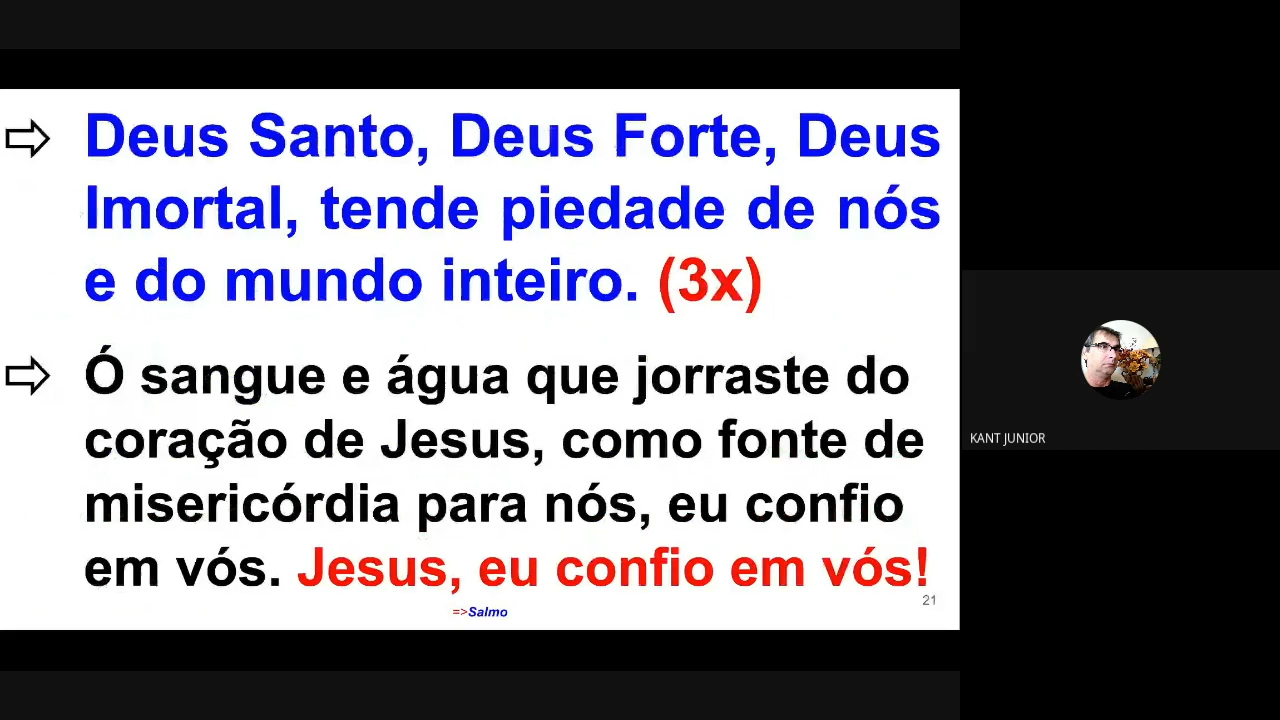 ⇨ Deus Santo, Deus Forte, Deus
Imortal, tende piedade de nós
e do mundo inteiro. (3x)
⇨ Ó sangue e água que jorraste do
coração de Jesus, como fonte de
misericórdia para nós, eu confio
em vós. Jesus, eu confio em vós!
21
=>Salmo
KANT JUNIOR